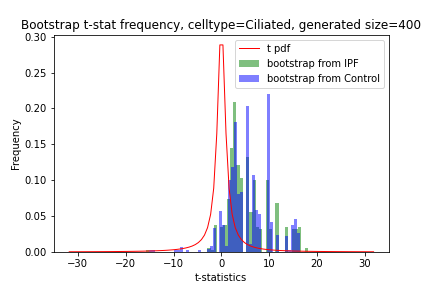 Bootstrap t-stat frequency, celltype=Ciliated, generated size=400
t pdf
bootstrap from IPF
bootstrap from Control
Frequency
0.30
0.25
0.20
0.15
0.10
0.05
0.00
−30
−20
−10
0
10
20
30
t-statistics